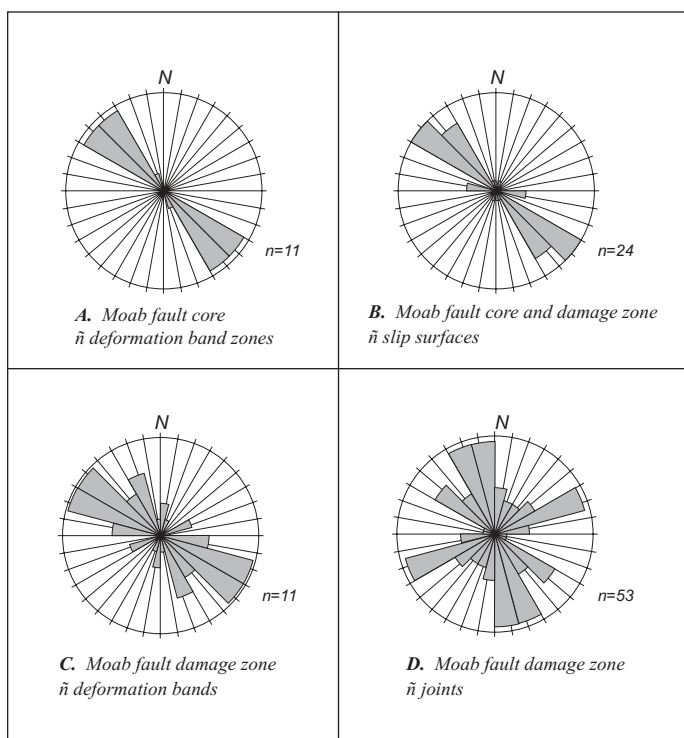 N
n=11
A. Moab fault core
ñ deformation band zones
N
n=24
B. Moab fault core and damage zone
ñ slip surfaces
N
n=11
C. Moab fault damage zone
ñ deformation bands
N
n=53
D. Moab fault damage zone
ñ joints